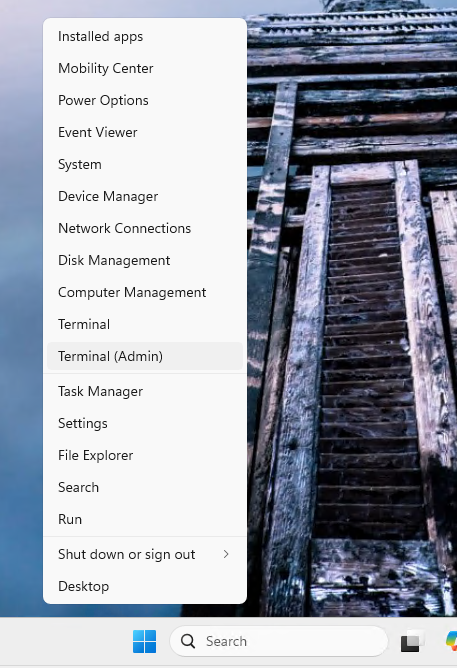 Installed apps
Mobility Center
Power Options
Event Viewer
System
Device Manager
Network Connections
Disk Management
Computer Management
Terminal
Terminal (Admin)
Task Manager
Settings
File Explorer
Search
Run
Shut down or sign out
Desktop
Search